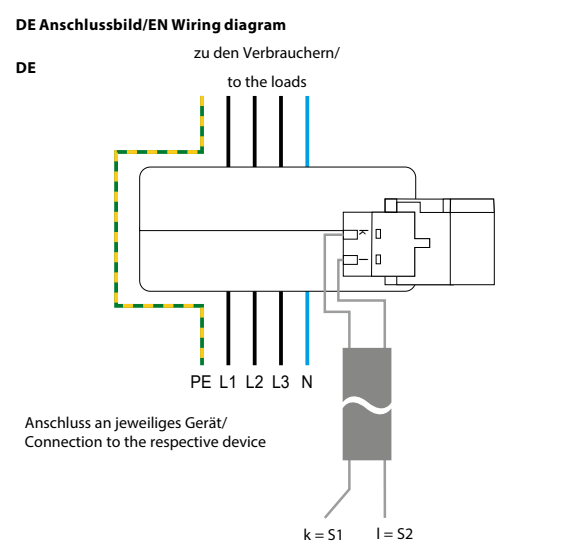 DE Anschlussbild/EN Wiring diagram
zu den Verbrauchern/
DE
to the loads
k
l
PE L1 L2 L3 N
Anschluss an jeweiliges Gerät/
Connection to the respective device
k = S1 l = S2